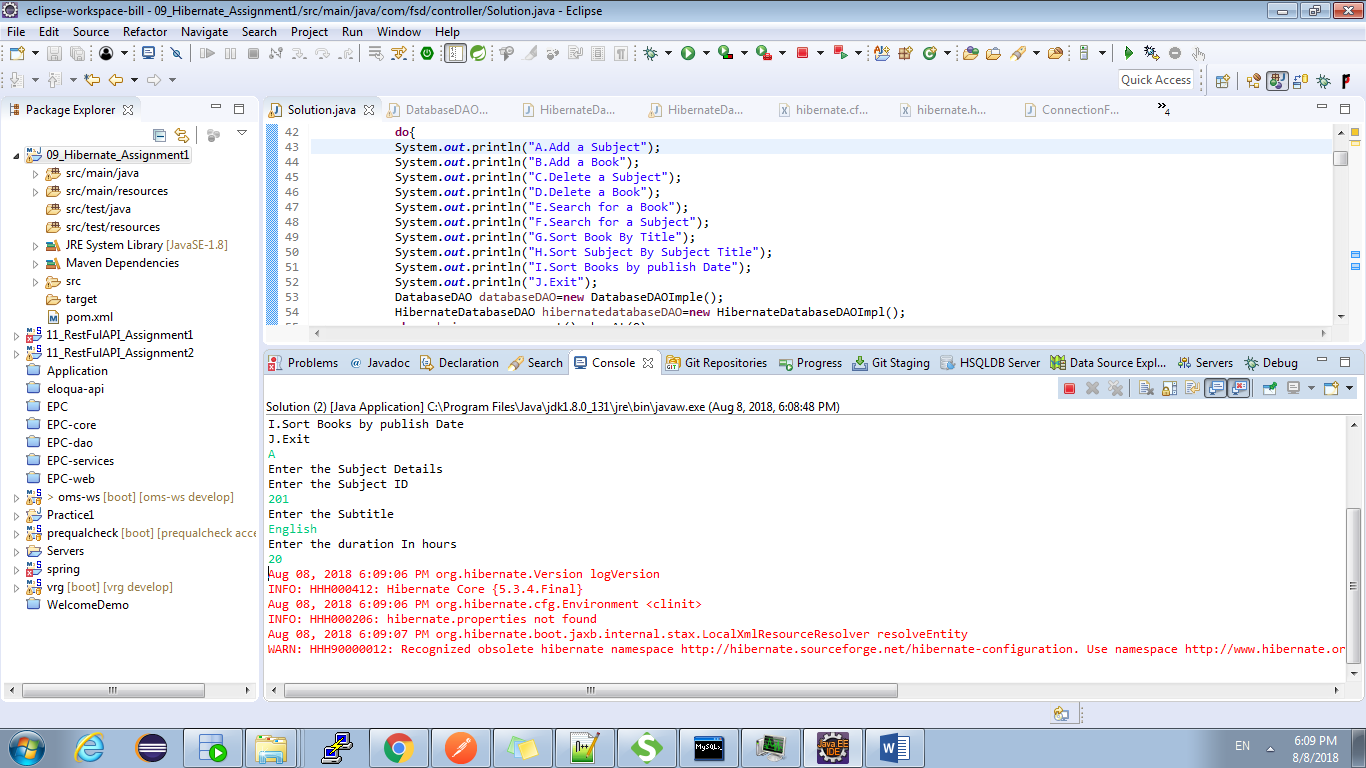 eclipse-workspace-bill - 09_Hibernate_Assignment1/src/main/java/com/fsd/controller/Solution.java - Eclipse
File Edit Source Refactor Navigate Search Project Run Window Help
Quick Access
Package Explorer
09_Hibernate_Assignment1
src/main/java
src/main/resources
src/test/java
src/test/resources
JRE System Library [JavaSE-1.8]
Maven Dependencies
src
target
pom.xml
11_RestFulAPI_Assignment1
11_RestFulAPI_Assignment2
Application
eloqua-api
EPC
EPC-core
EPC-dao
EPC-services
EPC-web
> oms-ws [boot] [oms-ws develop]
Practice1
prequalcheck [boot] [prequalcheck acce
Servers
spring
vrg [boot] [vrg develop]
WelcomeDemo
Solution.java DatabaseDAO... HibernateDa... HibernateDa... hibernate.cf... hibernate.h... ConnectionF... »4
42 do{
43 System.out.println("A.Add a Subject");
44 System.out.println("B.Add a Book");
45 System.out.println("C.Delete a Subject");
46 System.out.println("D.Delete a Book");
47 System.out.println("E.Search for a Book");
48 System.out.println("F.Search for a Subject");
49 System.out.println("G.Sort Book By Title");
50 System.out.println("H.Sort Subject By Subject Title");
51 System.out.println("I.Sort Books by publish Date");
52 System.out.println("J.Exit");
53 DatabaseDAO databaseDAO=new DatabaseDAOImple();
54 HibernateDatabaseDAO hibernatedatabaseDAO=new HibernateDatabaseDAOImpl();
Problems @ Javadoc Declaration Search Console Git Repositories Progress Git Staging HSQLDB Server Data Source Expl... Servers Debug
Solution (2) [Java Application] C:\Program Files\Java\jdk1.8.0_131\jre\bin\javaw.exe (Aug 8, 2018, 6:08:48 PM)
I.Sort Books by publish Date
J.Exit
A
Enter the Subject Details
Enter the Subject ID
201
Enter the Subtitle
English
Enter the duration In hours
20
Aug 08, 2018 6:09:06 PM org.hibernate.Version logVersion
INFO: HHH000412: Hibernate Core {5.3.4.Final}
Aug 08, 2018 6:09:06 PM org.hibernate.cfg.Environment <clinit>
INFO: HHH000206: hibernate.properties not found
Aug 08, 2018 6:09:07 PM org.hibernate.boot.jaxb.internal.stax.LocalXmlResourceResolver resolveEntity
WARN: HHH90000012: Recognized obsolete hibernate namespace http://hibernate.sourceforge.net/hibernate-configuration. Use namespace http://www.hibernate.or
Java EE IDE
EN
6:09 PM
8/8/2018